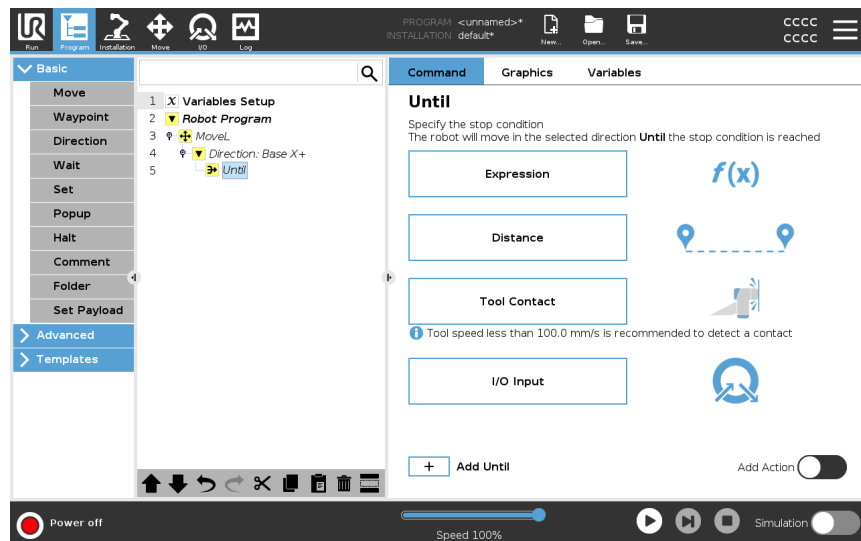 UR
PROGRAM <unnamed>*
INSTALLATION default*
Run Program Installation Move I/O Log
New... Open... Save...
CCCC
CCCC
Basic
Move
Waypoint
Direction
Wait
Set
Popup
Halt
Comment
Folder
Set Payload
Advanced
Templates
1 X Variables Setup
2 Robot Program
3 MoveL
4 Direction: Base X+
5 Until
Command Graphics Variables
Until
Specify the stop condition
The robot will move in the selected direction Until the stop condition is reached
Expression
f(x)
Distance
Tool Contact
Tool speed less than 100.0 mm/s is recommended to detect a contact
I/O Input
+ Add Until
Add Action
Power off
Speed 100%
Simulation